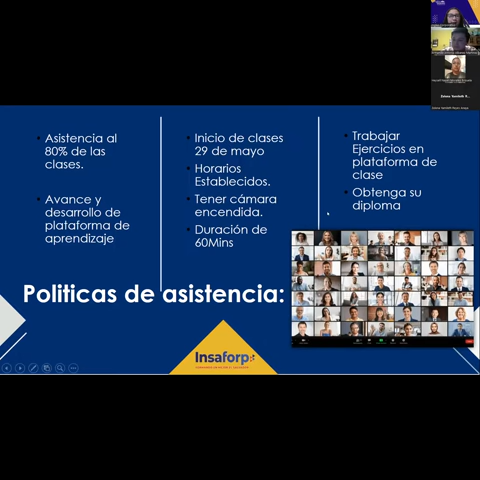 • Asistencia al
80% de las
clases.
• Avance y
desarrollo de
plataforma de
aprendizaje
• Inicio de clases
29 de mayo
• Horarios
Establecidos.
• Tener cámara
encendida.
• Duración de
60Mins
• Trabajar
Ejercicios en
plataforma de
clase
• Obtenga su
diploma
Politicas de asistencia:
Insaforp